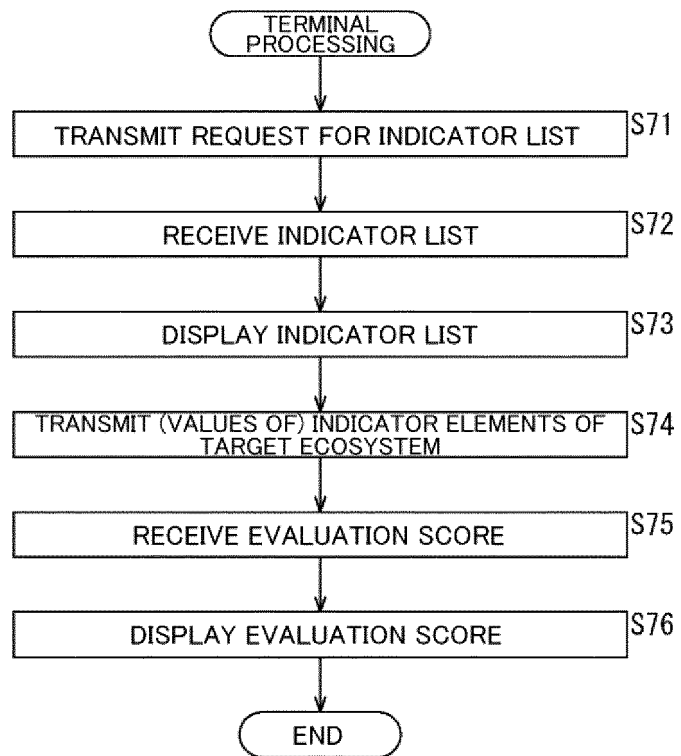 TERMINAL
PROCESSING
TRANSMIT REQUEST FOR INDICATOR LIST
S71
RECEIVE INDICATOR LIST
S72
DISPLAY INDICATOR LIST
S73
TRANSMIT (VALUES OF) INDICATOR ELEMENTS OF
TARGET ECOSYSTEM
S74
RECEIVE EVALUATION SCORE
S75
DISPLAY EVALUATION SCORE
S76
END